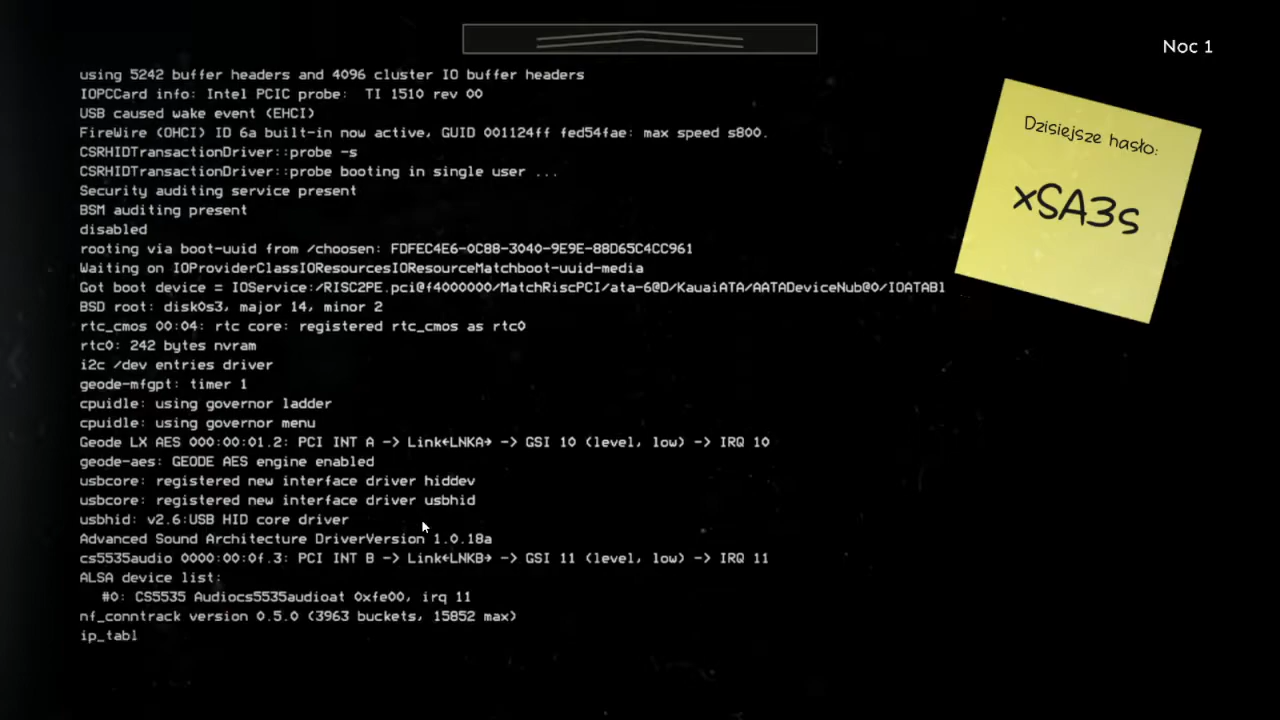 Noc 1
using 5242 buffer headers and 4096 cluster IO buffer headers
IOPCCard info: Intel PCIC probe: TI 1510 rev 00
USB caused wake event (EHCI)
FireWire (OHCI) ID 6a built-in now active, GUID 001124ff fed54fae: max speed s800.
CSRHIDTransactionDriver::probe -s
CSRHIDTransactionDriver::probe booting in single user ...
Security auditing service present
BSM auditing present
disabled
rooting via boot-uuid from /choosen: FDFEC4E6-0C88-3040-9E9E-88D65C4CC961
Waiting on IOProviderClassIOResourcesIOResourceMatchboot-uuid-media
Got boot device = IOService:/RISC2PE.pci@f4000000/MatchRiscPCI/ata-6@D/KauaiATA/AATADeviceNub@0/IOATABl
BSD root: disk0s3, major 14, minor 2
rtc_cmos 00:04: rtc core: registered rtc_cmos as rtc0
rtc0: 242 bytes nvram
i2c /dev entries driver
geode-mfgpt: timer 1
cpuidle: using governor ladder
cpuidle: using governor menu
Geode LX AES 000:00:01.2: PCI INT A -> Link←LNKA→ -> GSI 10 (level, low) -> IRQ 10
geode-aes: GEODE AES engine enabled
usbcore: registered new interface driver hiddev
usbcore: registered new interface driver usbhid
usbhid: v2.6:USB HID core driver
Advanced Sound Architecture DriverVersion 1.0.18a
cs5535audio 0000:00:0f.3: PCI INT B -> Link←LNKB→ -> GSI 11 (level, low) -> IRQ 11
ALSA device list:
#0: CS5535 Audiocs5535audioat 0xfe00, irq 11
nf_conntrack version 0.5.0 (3963 buckets, 15852 max)
ip_tabl
Dzisiejsze hasło:
xSA3s